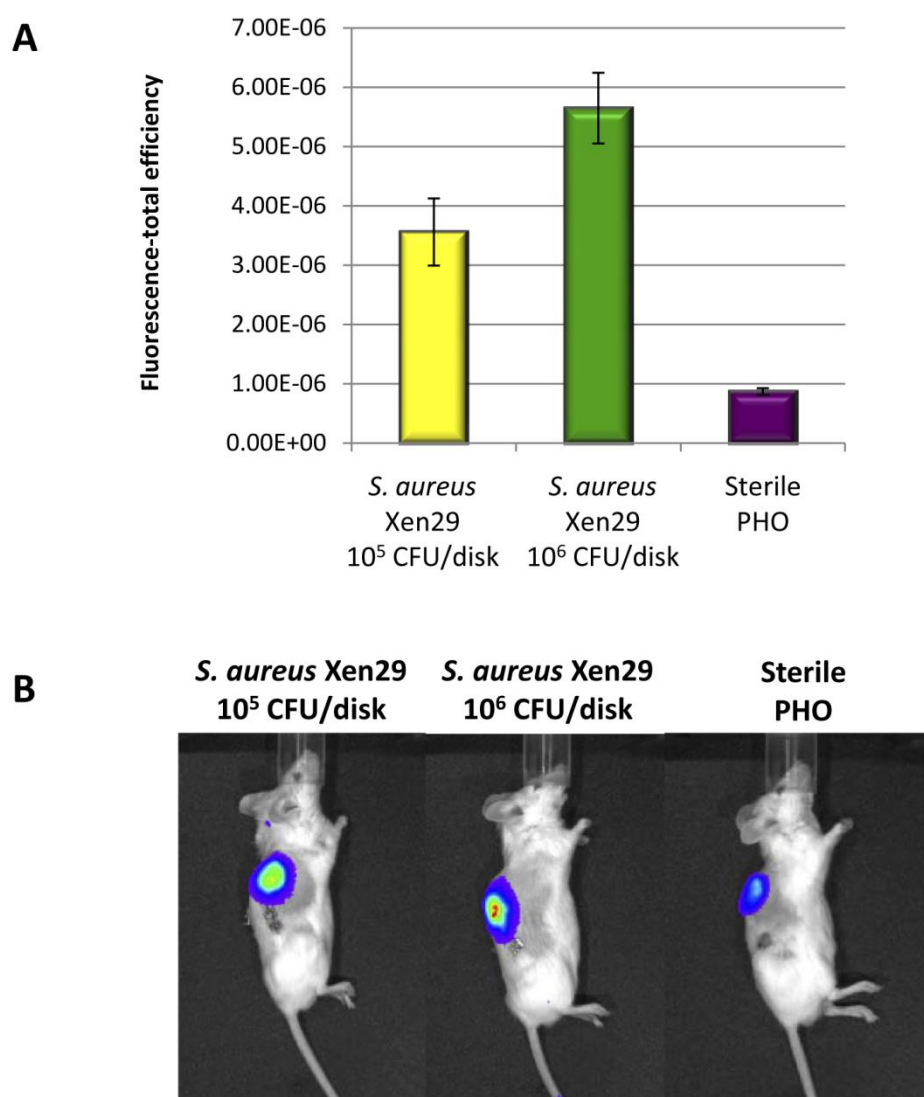 A
Fluorescence-total efficiency
7.00E-06
6.00E-06
5.00E-06
4.00E-06
3.00E-06
2.00E-06
1.00E-06
0.00E+00
S. aureus
Xen29
10⁵ CFU/disk
S. aureus
Xen29
10⁶ CFU/disk
Sterile
PHO
B
S. aureus Xen29
10⁵ CFU/disk
S. aureus Xen29
10⁶ CFU/disk
Sterile
PHO